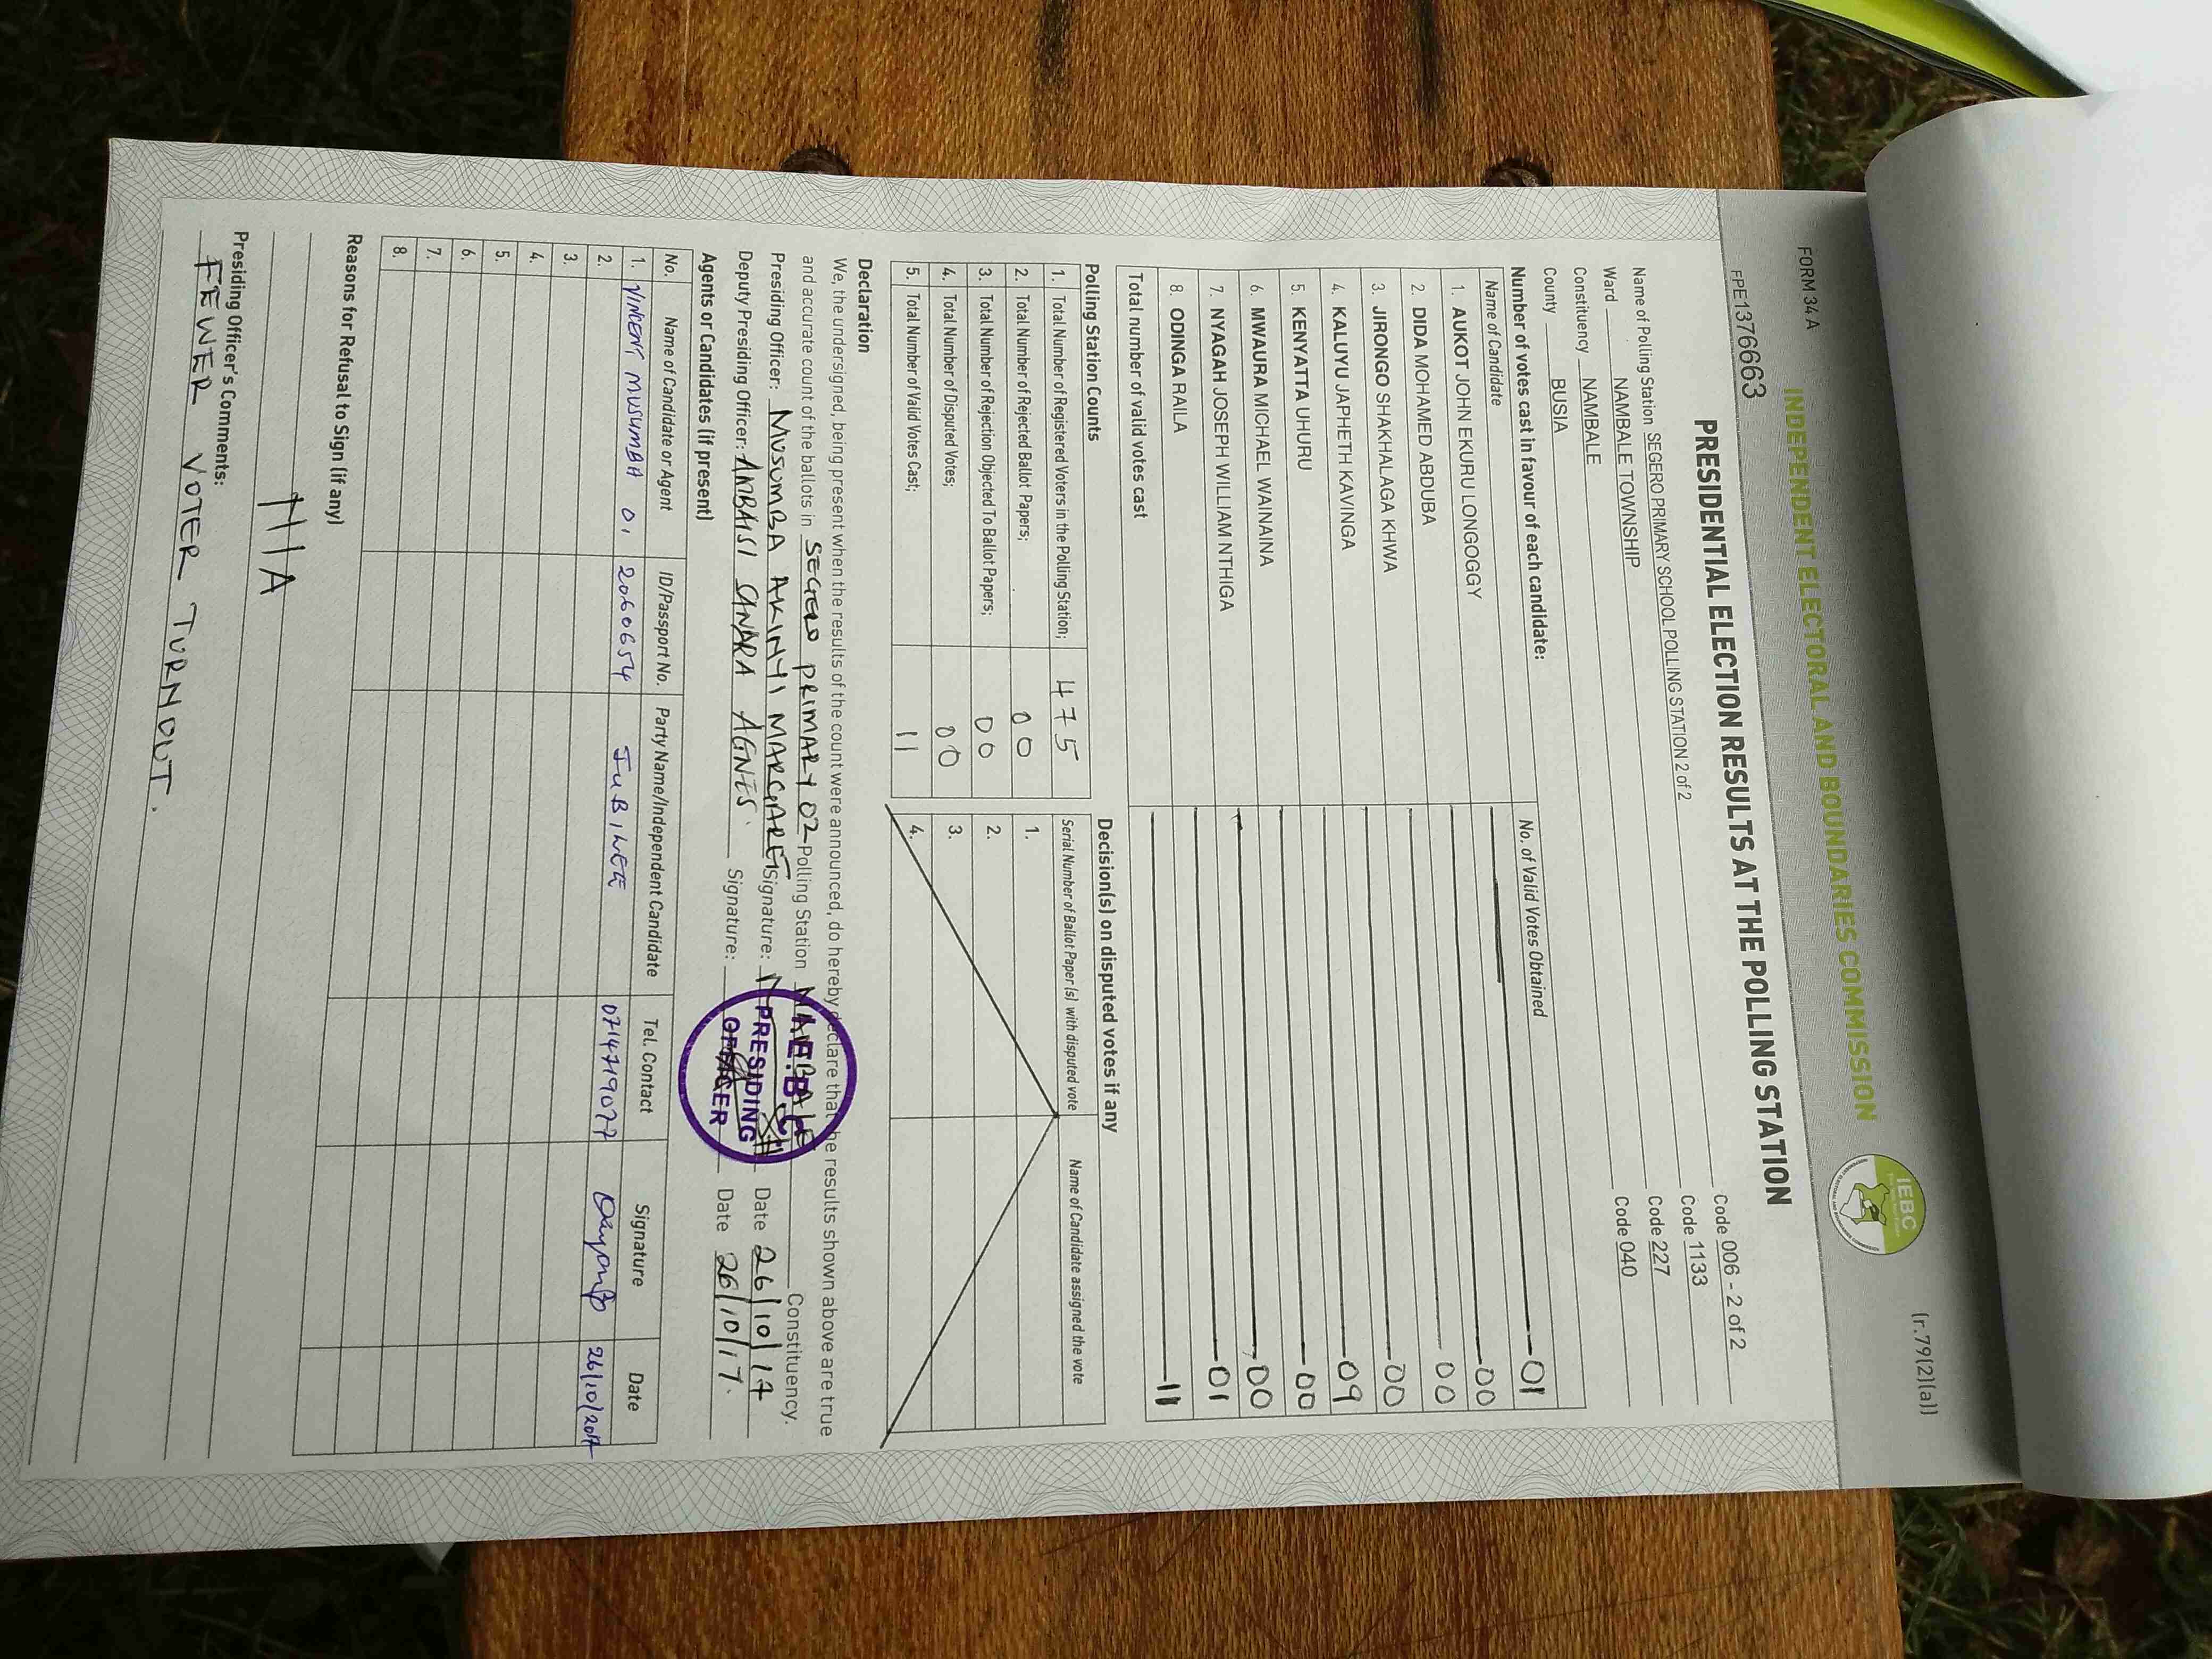 FORM 34 A
(r.79(2)(a))
INDEPENDENT ELECTORAL AND BOUNDARIES COMMISSION
IEBC
FPE1376663
PRESIDENTIAL ELECTION RESULTS AT THE POLLING STATION
Name of Polling Station SEGERO PRIMARY SCHOOL POLLING STATION 2 of 2 Code 006 - 2 of 2
Ward NAMBALE TOWNSHIP Code 1133
Constituency NAMBALE Code 227
County BUSIA Code 040
Number of votes cast in favour of each candidate:
Name of Candidate No. of Valid Votes Obtained
1. AUKOT JOHN EKURU LONGOGGY 01
2. DIDA MOHAMED ABDUBA 00
3. JIRONGO SHAKHALAGA KHWA 00
4. KALUYU JAPHETH KAVINGA 00
5. KENYATTA UHURU 09
6. MWAURA MICHAEL WAINAINA 00
7. NYAGAH JOSEPH WILLIAM NTHIGA 00
8. ODINGA RAILA 01
Total number of valid votes cast 11
Polling Station Counts
1. Total Number of Registered Voters in the Polling Station; 475
2. Total Number of Rejected Ballot Papers; 00
3. Total Number of Rejection Objected To Ballot Papers; 00
4. Total Number of Disputed Votes; 00
5. Total Number of Valid Votes Cast; 11
Decision(s) on disputed votes if any
Serial Number of Ballot Paper (s) with disputed vote Name of Candidate assigned the vote
1.
2.
3.
4.
Declaration
We, the undersigned, being present when the results of the count were announced, do hereby declare that the results shown above are true
and accurate count of the ballots in SEGERO PRIMARY 02 Polling Station NAMBALE Constituency.
Presiding Officer: MUSUMBA AKINYI MARGARET Signature: Date 26/10/17
Deputy Presiding Officer: AMBAISI SANDRA AGNES. Signature: Date 26/10/17.
I.E.B.C
PRESIDING
OFFICER
Agents or Candidates (if present)
No. Name of Candidate or Agent ID/Passport No. Party Name/Independent Candidate Tel. Contact Signature Date
1. VINCENT MUSUMBA O. 20606654 JUBILEE 0714719077 26/10/2017
2.
3.
4.
5.
6.
7.
8.
Reasons for Refusal to Sign (if any)
N/A
Presiding Officer's Comments:
FEWER VOTER TURNOUT.